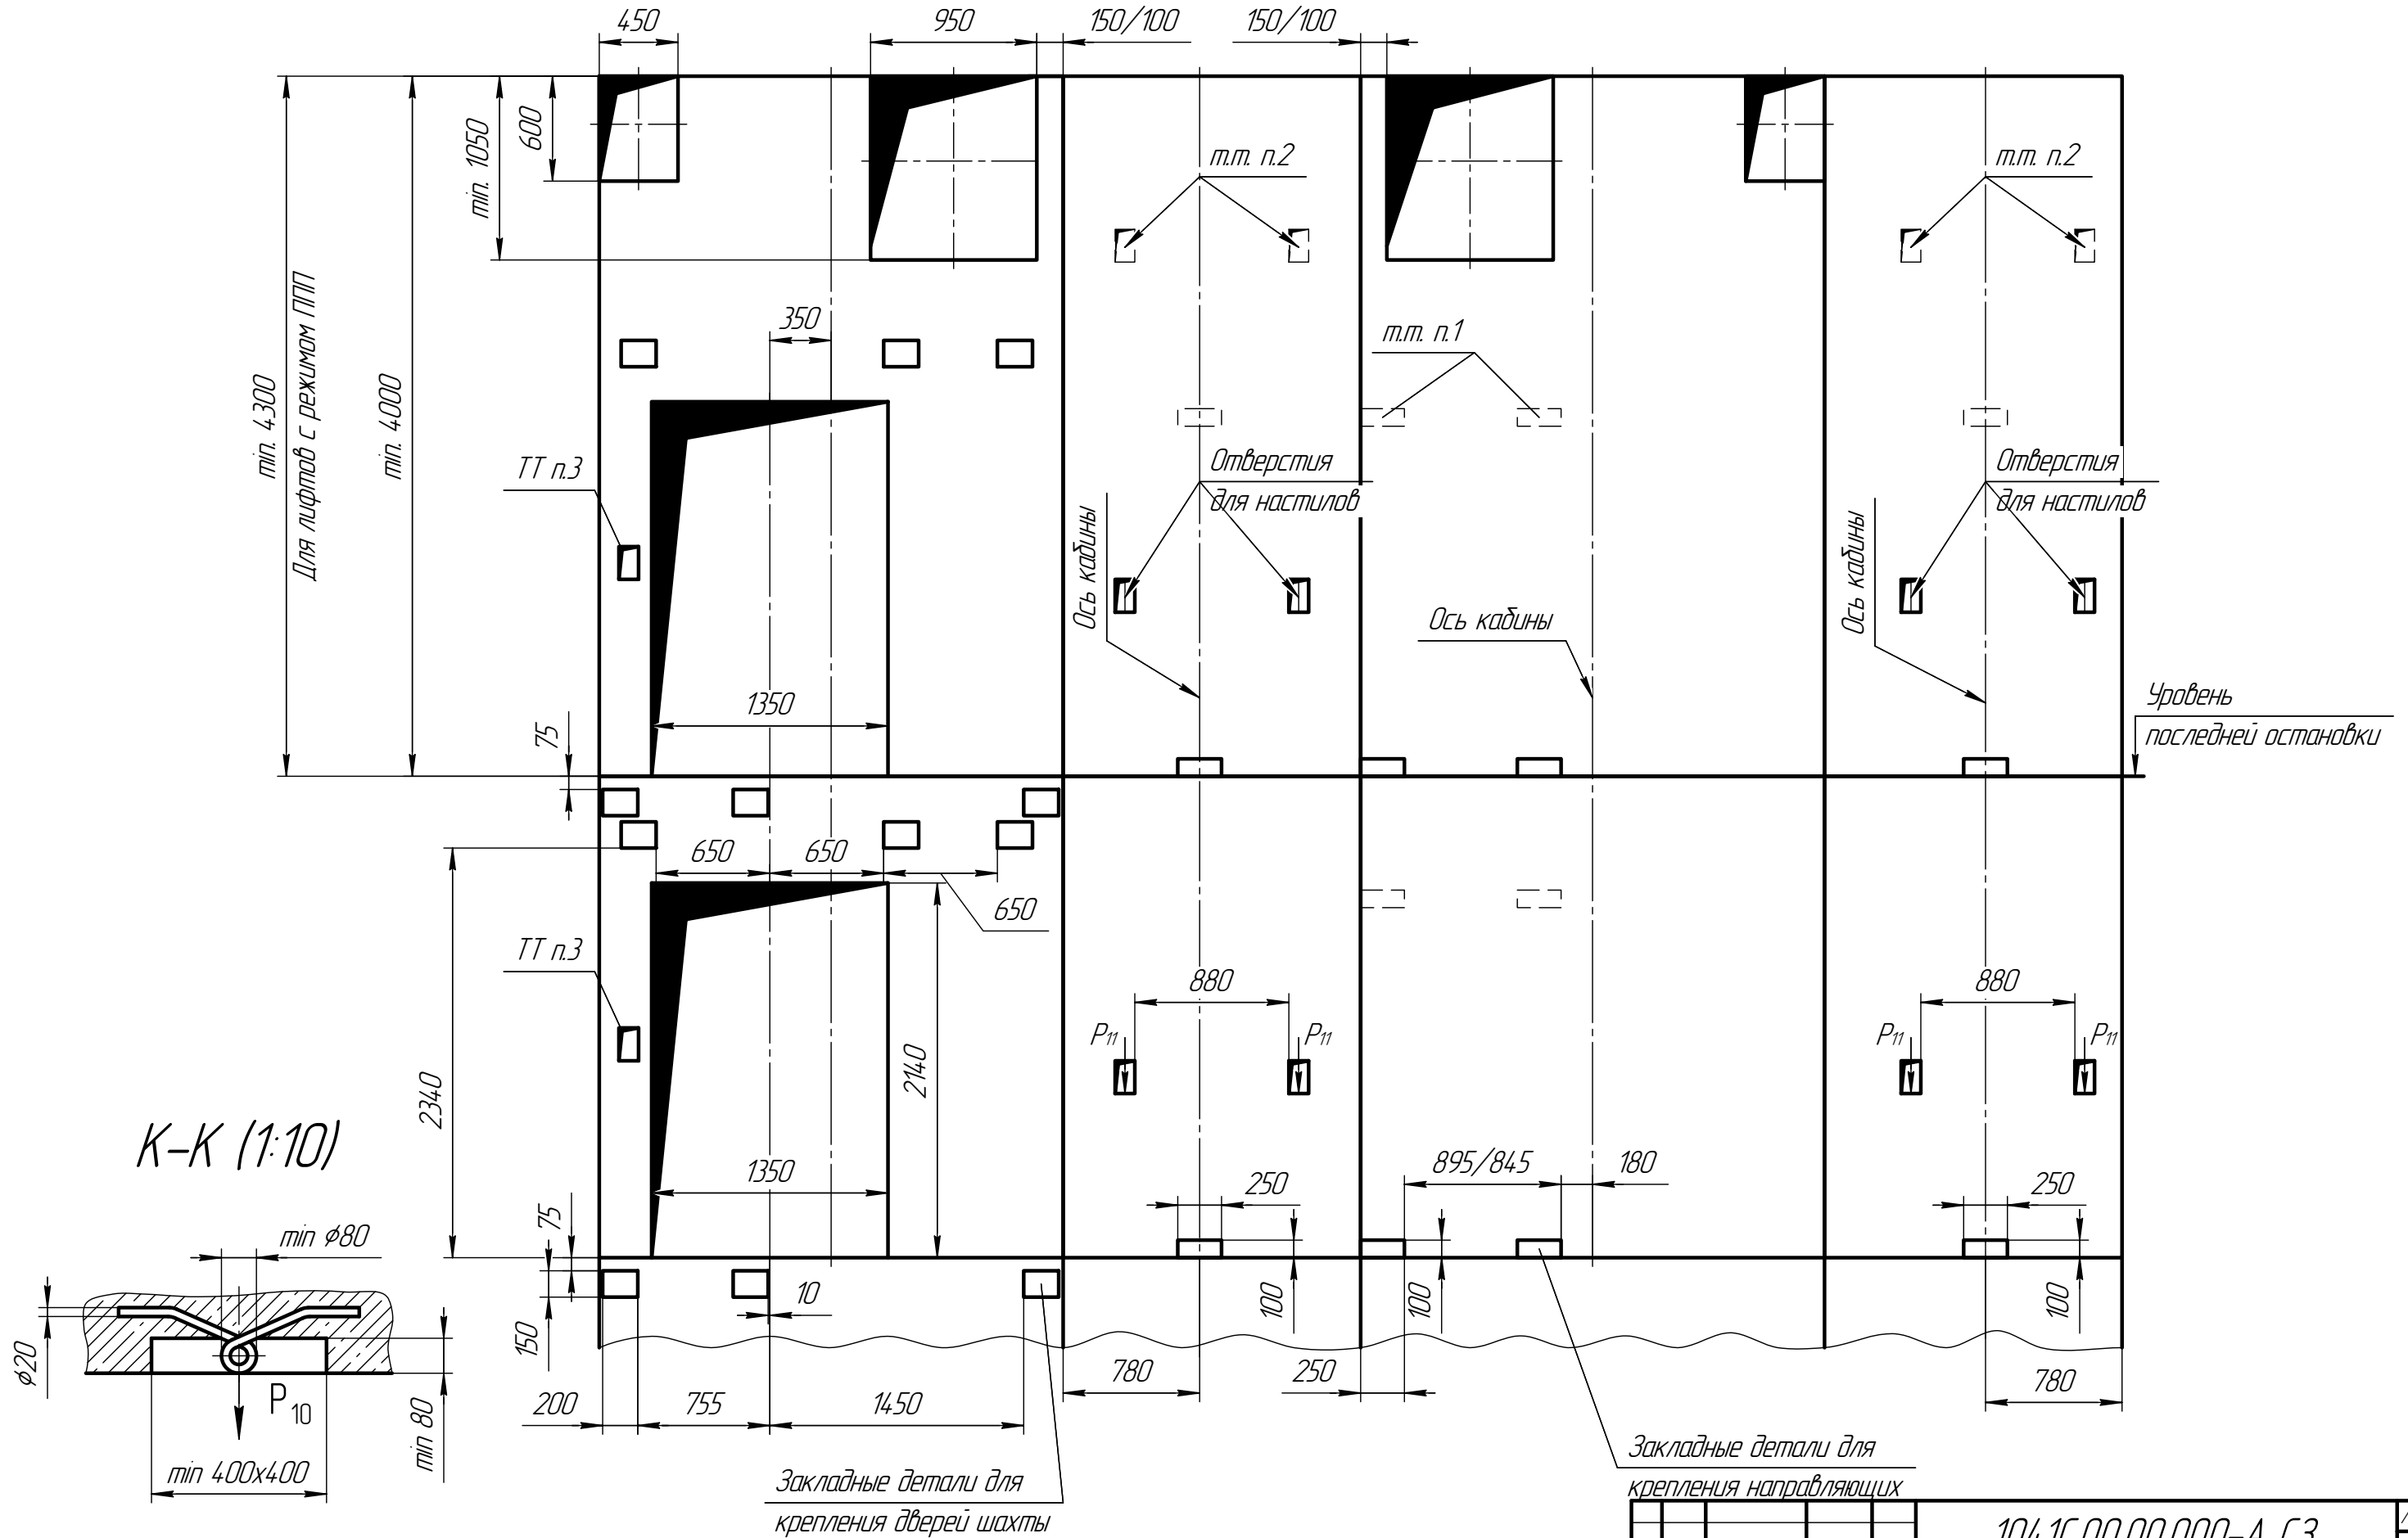 450
950
150/100
150/100
min. 4300
Для лифтов с режимом ППП
min. 4000
min. 1050
600
т.т. п.2
т.т. п.2
350
т.т. п.1
ТТ п.3
Отверстия
для настилов
Отверстия
для настилов
Ось кабины
Ось кабины
Ось кабины
1350
75
Уровень
последней остановки
650
650
650
ТТ п.3
880
880
P11
P11
P11
P11
2340
2140
К-К (1:10)
1350
895/845
180
250
250
75
min ϕ80
10
100
100
100
150
ϕ20
P10
min 80
min 400x400
200
755
1450
780
250
780
Закладные детали для
крепления дверей шахты
Закладные детали для
крепления направляющих